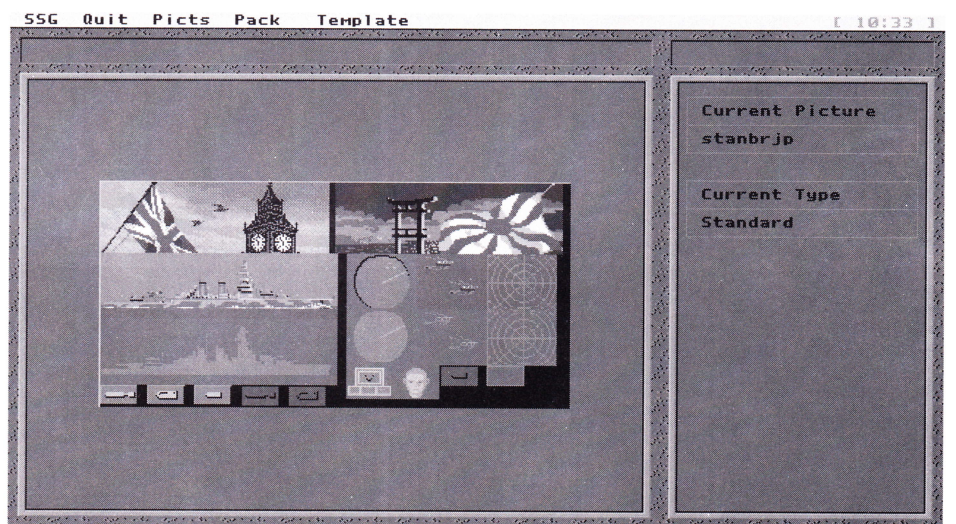 SSG Quit Picts Pack Template [ 10:33 ]
Current Picture
stanbrjp
Current Type
Standard